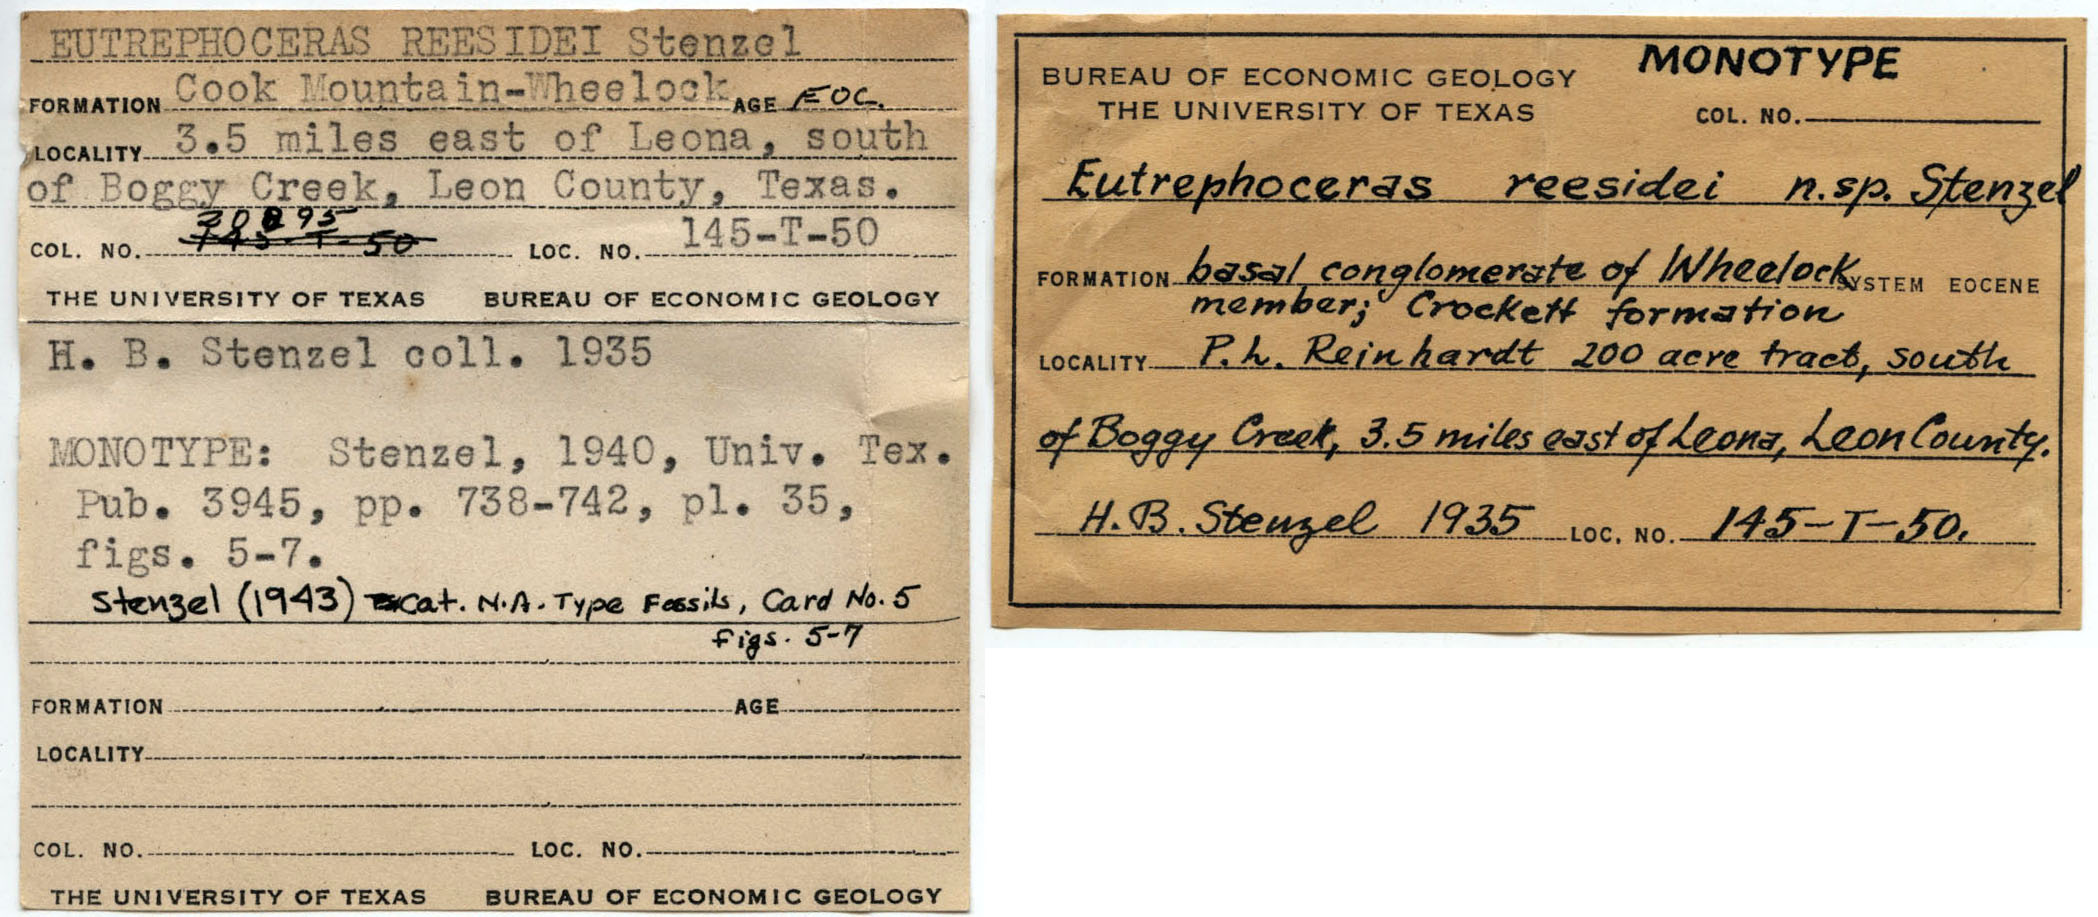 EUTREPHOCERAS REESIDEI Stenzel
FORMATION Cook Mountain-Wheelock AGE EOC.
LOCALITY 3.5 miles east of Leona, south
of Boggy Creek, Leon County, Texas.
30895
COL. NO. 145-T-50 LOC. NO. 145-T-50
THE UNIVERSITY OF TEXAS BUREAU OF ECONOMIC GEOLOGY
H. B. Stenzel coll. 1935
MONOTYPE: Stenzel, 1940, Univ. Tex.
Pub. 3945, pp. 738-742, pl. 35,
figs. 5-7.
Stenzel (1943) Cat. N.A. Type Fossils, Card No. 5
figs. 5-7
FORMATION AGE
LOCALITY
COL. NO. LOC. NO.
THE UNIVERSITY OF TEXAS BUREAU OF ECONOMIC GEOLOGY
MONOTYPE
BUREAU OF ECONOMIC GEOLOGY
THE UNIVERSITY OF TEXAS COL. NO.
Eutrephoceras reesidei n.sp. Stenzel
FORMATION basal conglomerate of Wheelock SYSTEM EOCENE
member; Crockett formation
LOCALITY P.L. Reinhardt 200 acre tract, south
of Boggy Creek, 3.5 miles east of Leona, Leon County.
H.B. Stenzel 1935 LOC. NO. 145-T-50.